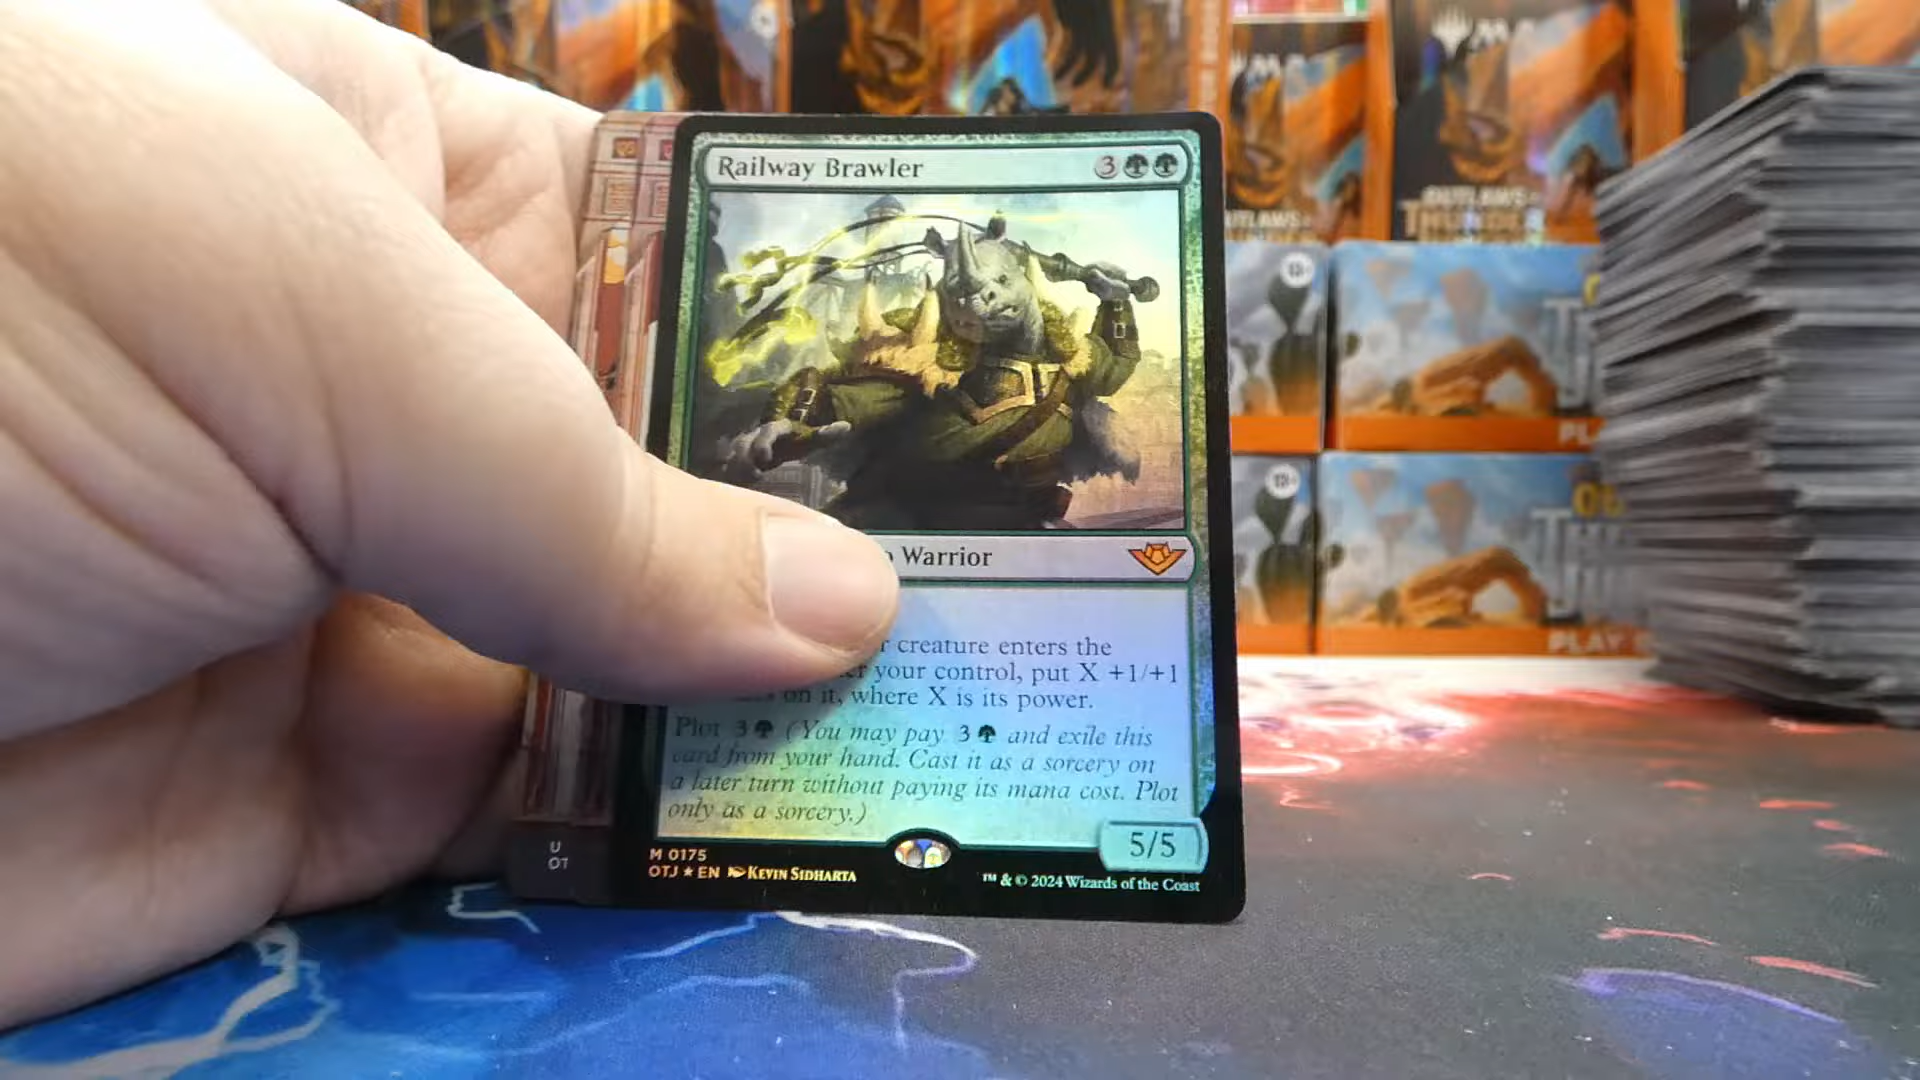 Railway Brawler 3
Warrior
creature enters the
your control, put X +1/+1
on it, where X is its power.
Plot 3 (You may pay 3 and exile this
card from your hand. Cast it as a sorcery on
a later turn without paying its mana cost. Plot
only as a sorcery.)
5/5
M 0175
OTJ ★ EN KEVIN SIDHARTA
™ & © 2024 Wizards of the Coast
U
OT
OUTLAWS
THUNDER
PLAY